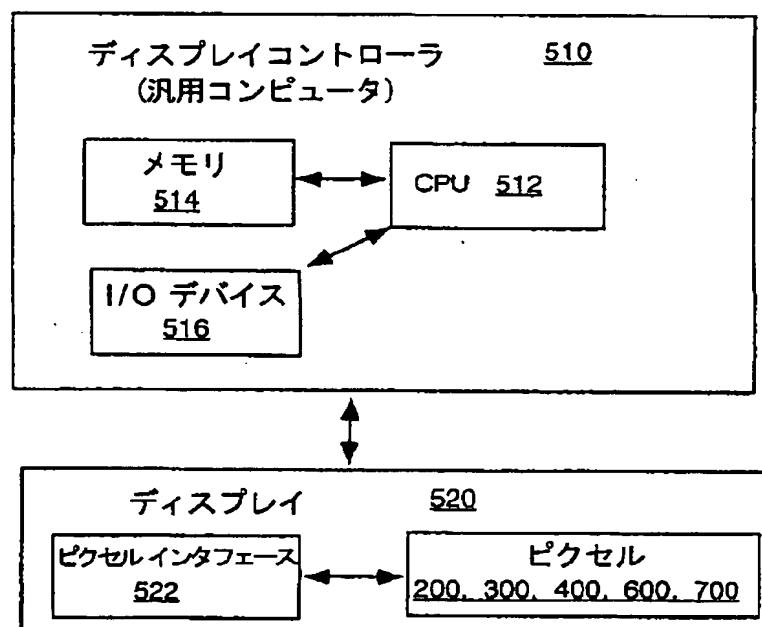 ディスプレイコントローラ 510
(汎用コンピュータ)
メモリ
514
CPU 512
I/O デバイス
516
ディスプレイ 520
ピクセルインタフェース
522
ピクセル
200, 300, 400, 600, 700